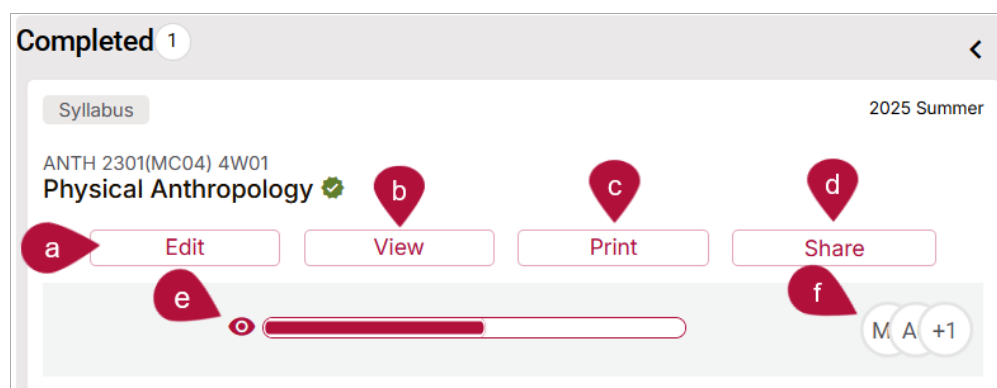 Completed 1
Syllabus
2025 Summer
ANTH 2301(MC04) 4W01
Physical Anthropology
b
c
d
a
Edit
View
Print
Share
e
f
M A +1